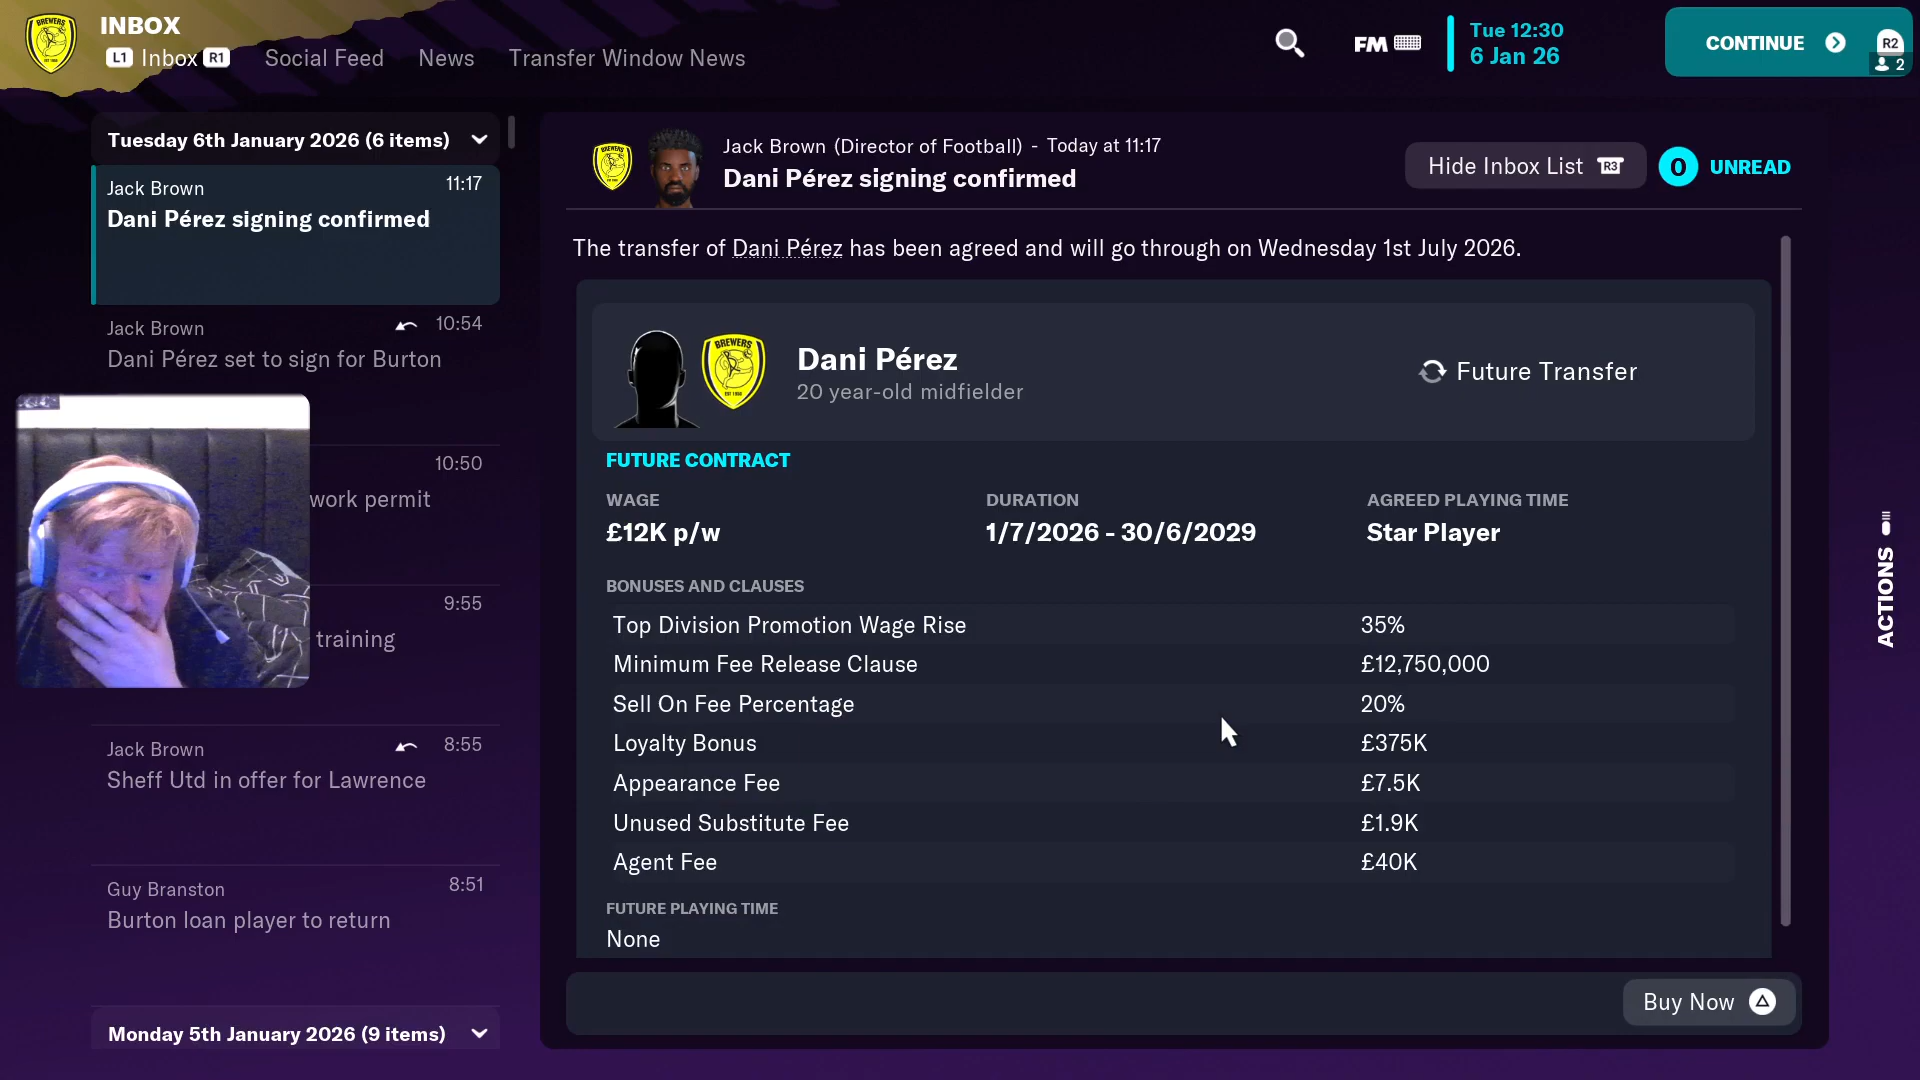 BREWERS
INBOX
L1 Inbox R1 Social Feed News Transfer Window News
FM
Tue 12:30
6 Jan 26
CONTINUE R2
2
Tuesday 6th January 2026 (6 items)
Jack Brown 11:17
Dani Pérez signing confirmed
Jack Brown 10:54
Dani Pérez set to sign for Burton
10:50
work permit
9:55
training
Jack Brown 8:55
Sheff Utd in offer for Lawrence
Guy Branston 8:51
Burton loan player to return
Monday 5th January 2026 (9 items)
BREWERS
Jack Brown (Director of Football) - Today at 11:17
Dani Pérez signing confirmed
Hide Inbox List R3
0 UNREAD
The transfer of Dani Pérez has been agreed and will go through on Wednesday 1st July 2026.
BREWERS
Dani Pérez
20 year-old midfielder
Future Transfer
FUTURE CONTRACT
WAGE DURATION AGREED PLAYING TIME
£12K p/w 1/7/2026 - 30/6/2029 Star Player
BONUSES AND CLAUSES
Top Division Promotion Wage Rise 35%
Minimum Fee Release Clause £12,750,000
Sell On Fee Percentage 20%
Loyalty Bonus £375K
Appearance Fee £7.5K
Unused Substitute Fee £1.9K
Agent Fee £40K
FUTURE PLAYING TIME
None
Buy Now
ACTIONS